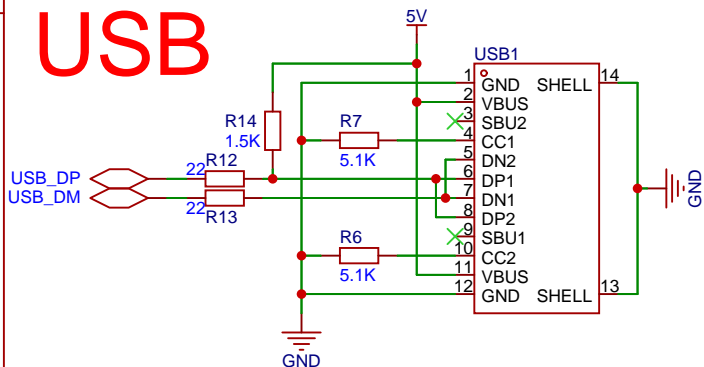 USB
5V
USB1
1
GND SHELL 14
2
VBUS
3
SBU2
R14
1.5K
R7
4
CC1
5.1K
5
DN2
22 R12
USB_DP
6
DP1
USB_DM
7
DN1
22 R13
8
DP2
9
SBU1
R6
10
CC2
5.1K
11
VBUS
12
GND SHELL 13
GND
GND